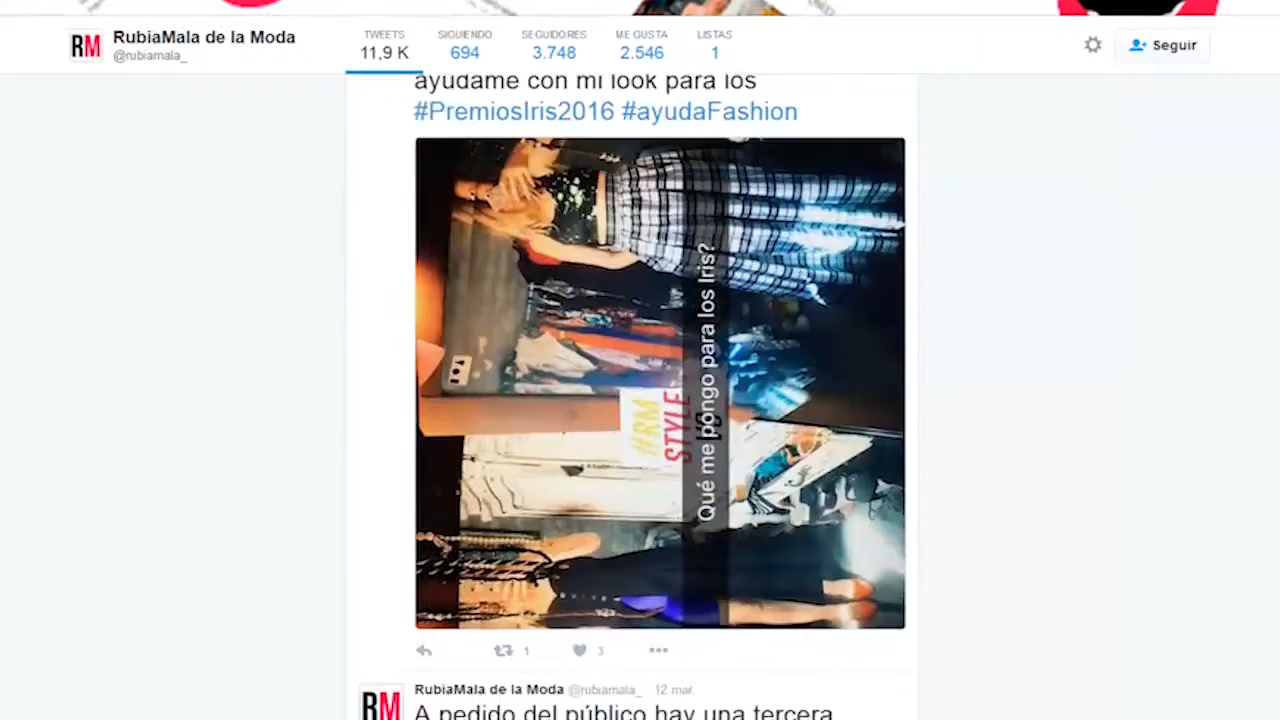 RM
RubiaMala de la Moda
@rubiamala_
TWEETS
11,9 K
SIGUIENDO
694
SEGUIDORES
3.748
ME GUSTA
2.546
LISTAS
1
Seguir
ayudame con mi look para los
#PremiosIris2016 #ayudaFashion
#RM
STYLE
Qué me pongo para los Iris?
1
3
RM
RubiaMala de la Moda @rubiamala_ 12 mar.
A pedido del público hay una tercera